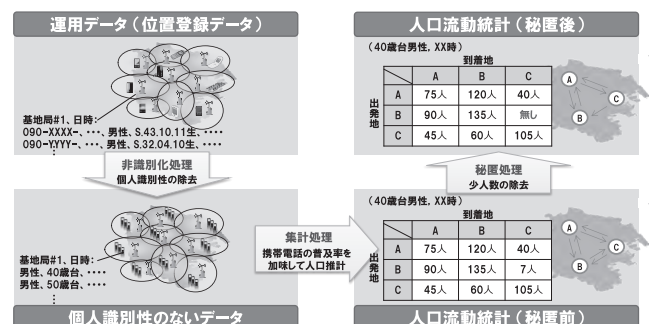 運用データ（位置登録データ）
基地局#1、日時:
090-XXXX-、･･･、男性、S.43.10.11生、････
090-YYYY-、･･･、男性、S.32.04.10生、････
⋮
非識別化処理
個人識別性の除去
基地局#1、日時:
男性、40歳台、････
男性、50歳台、････
⋮
個人識別性のないデータ
集計処理
携帯電話の普及率を
加味して人口推計
人口流動統計（秘匿後）
（40歳台男性，XX時）
到着地
A B C
出発地
A 75人 120人 40人
B 90人 135人 無し
C 45人 60人 105人
A
C
B
秘匿処理
少人数の除去
（40歳台男性，XX時）
到着地
A B C
出発地
A 75人 120人 40人
B 90人 135人 7人
C 45人 60人 105人
A
C
B
人口流動統計（秘匿前）